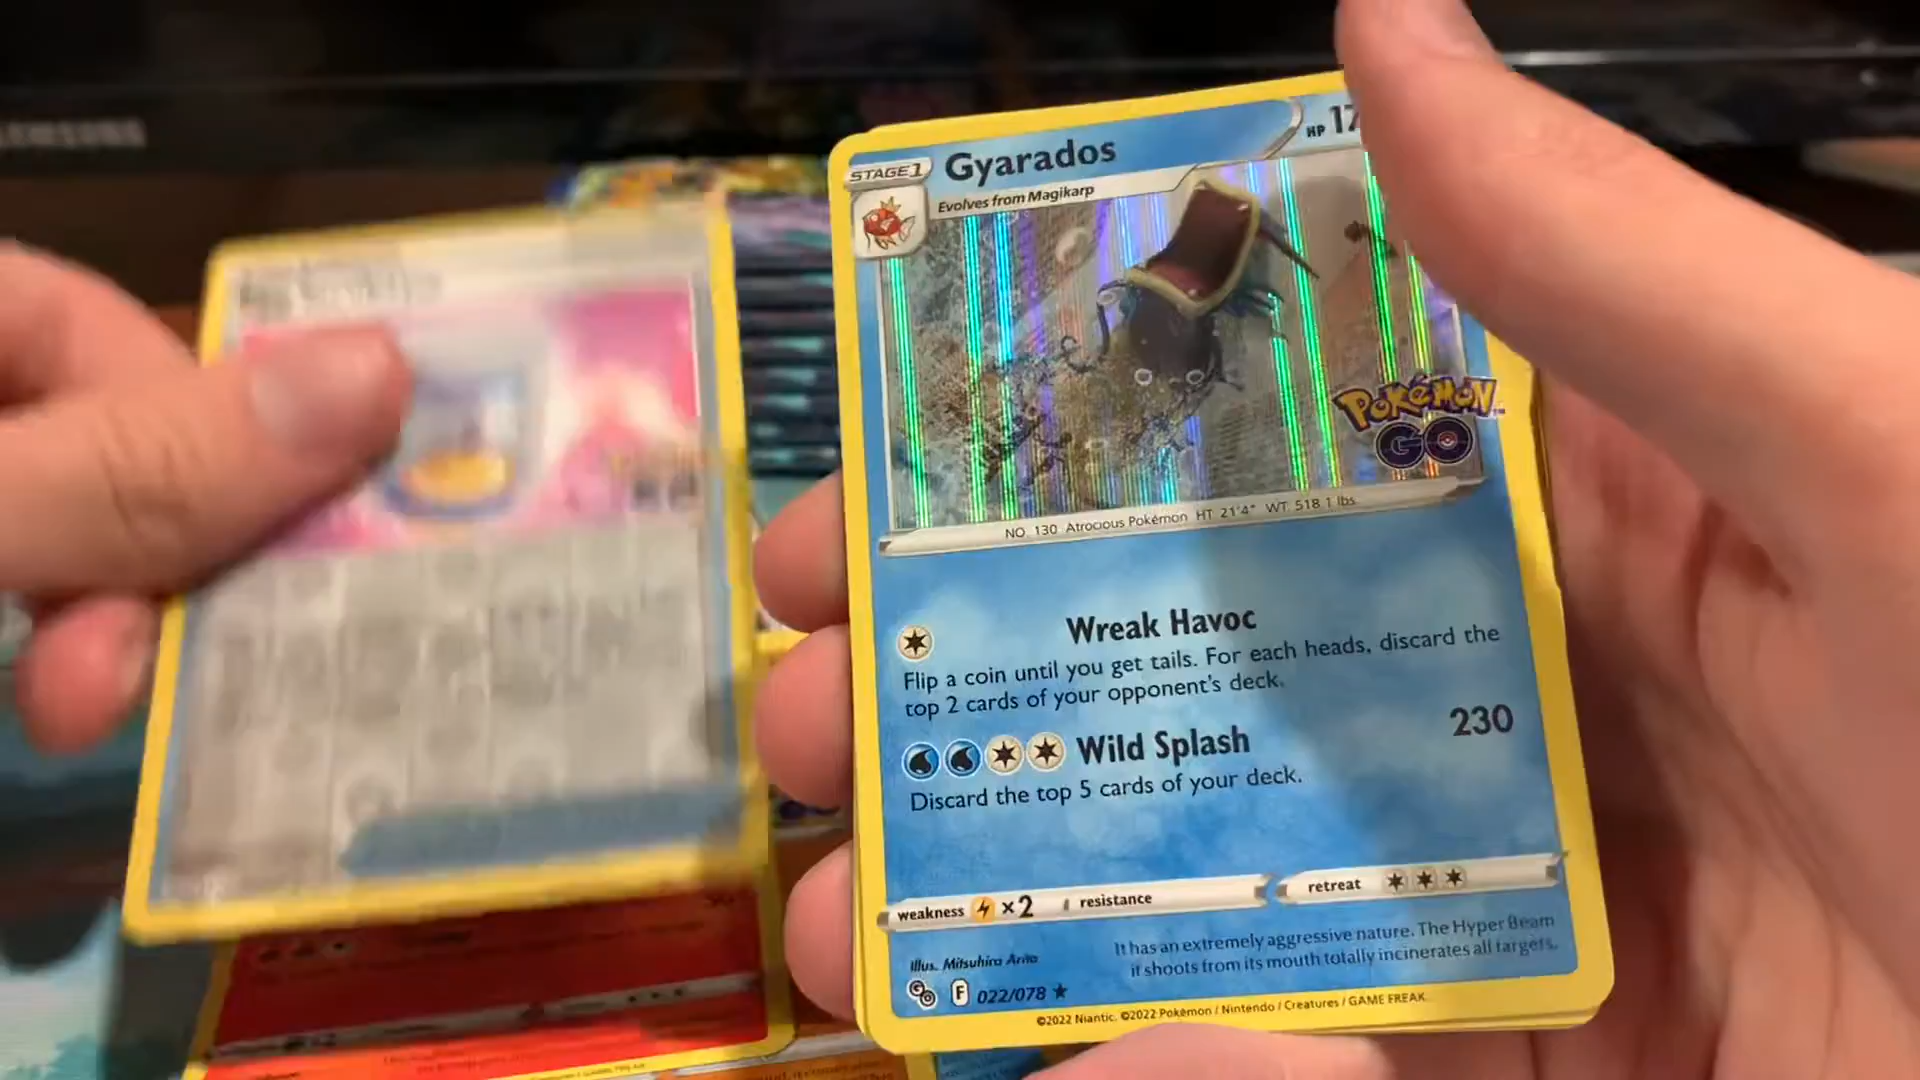 SAMSUNG
STAGE 1
Gyarados
HP 17
Evolves from Magikarp
POKÉMON
GO
NO. 130 Atrocious Pokémon HT: 21'4" WT: 518.1 lbs.
Wreak Havoc
Flip a coin until you get tails. For each heads, discard the
top 2 cards of your opponent's deck.
Wild Splash 230
Discard the top 5 cards of your deck.
weakness ×2 resistance retreat
It has an extremely aggressive nature. The Hyper Beam
it shoots from its mouth totally incinerates all targets.
Illus. Mitsuhiro Arita
GO F 022/078 ★
©2022 Niantic. ©2022 Pokémon / Nintendo / Creatures / GAME FREAK.